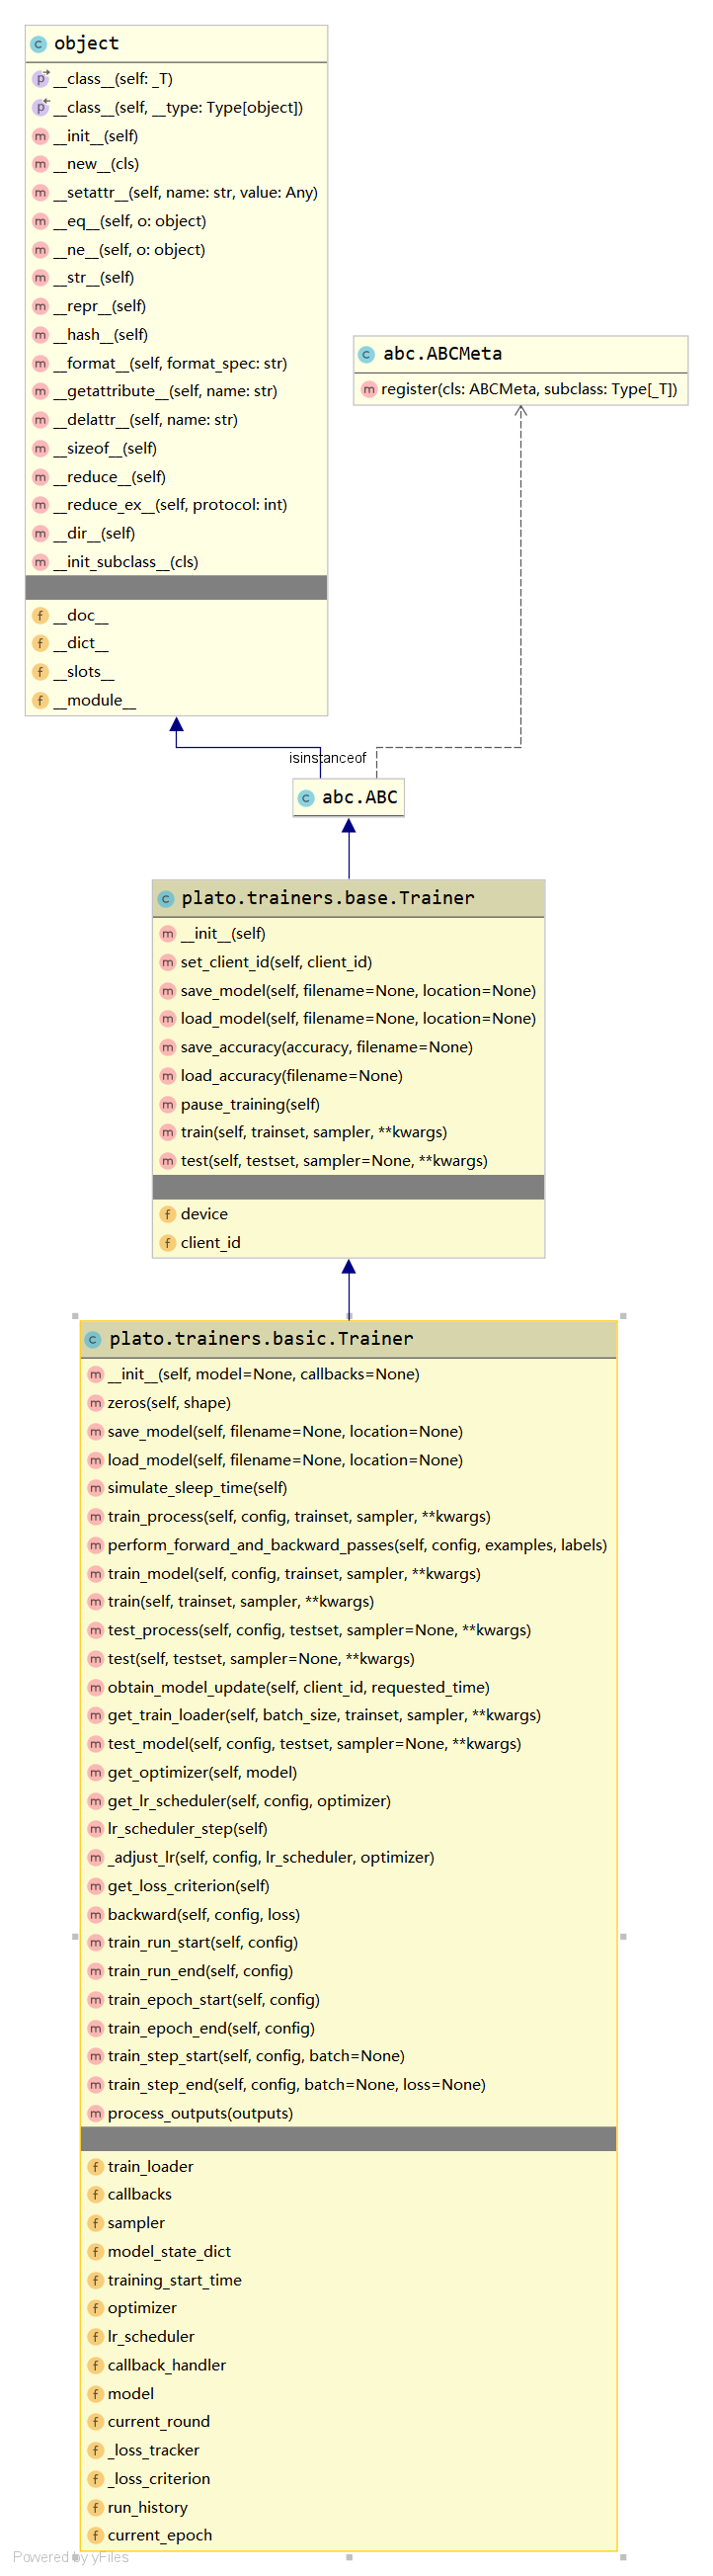 object
__class__(self: _T)
__class__(self, __type: Type[object])
__init__(self)
__new__(cls)
__setattr__(self, name: str, value: Any)
__eq__(self, o: object)
__ne__(self, o: object)
__str__(self)
__repr__(self)
__hash__(self)
__format__(self, format_spec: str)
__getattribute__(self, name: str)
__delattr__(self, name: str)
__sizeof__(self)
__reduce__(self)
__reduce_ex__(self, protocol: int)
__dir__(self)
__init_subclass__(cls)
__doc__
__dict__
__slots__
__module__
abc.ABCMeta
register(cls: ABCMeta, subclass: Type[_T])
isinstanceof
abc.ABC
plato.trainers.base.Trainer
__init__(self)
set_client_id(self, client_id)
save_model(self, filename=None, location=None)
load_model(self, filename=None, location=None)
save_accuracy(accuracy, filename=None)
load_accuracy(filename=None)
pause_training(self)
train(self, trainset, sampler, **kwargs)
test(self, testset, sampler=None, **kwargs)
device
client_id
plato.trainers.basic.Trainer
__init__(self, model=None, callbacks=None)
zeros(self, shape)
save_model(self, filename=None, location=None)
load_model(self, filename=None, location=None)
simulate_sleep_time(self)
train_process(self, config, trainset, sampler, **kwargs)
perform_forward_and_backward_passes(self, config, examples, labels)
train_model(self, config, trainset, sampler, **kwargs)
train(self, trainset, sampler, **kwargs)
test_process(self, config, testset, sampler=None, **kwargs)
test(self, testset, sampler=None, **kwargs)
obtain_model_update(self, client_id, requested_time)
get_train_loader(self, batch_size, trainset, sampler, **kwargs)
test_model(self, config, testset, sampler=None, **kwargs)
get_optimizer(self, model)
get_lr_scheduler(self, config, optimizer)
lr_scheduler_step(self)
_adjust_lr(self, config, lr_scheduler, optimizer)
get_loss_criterion(self)
backward(self, config, loss)
train_run_start(self, config)
train_run_end(self, config)
train_epoch_start(self, config)
train_epoch_end(self, config)
train_step_start(self, config, batch=None)
train_step_end(self, config, batch=None, loss=None)
process_outputs(outputs)
train_loader
callbacks
sampler
model_state_dict
training_start_time
optimizer
lr_scheduler
callback_handler
model
current_round
_loss_tracker
_loss_criterion
run_history
current_epoch
Powered by yFiles